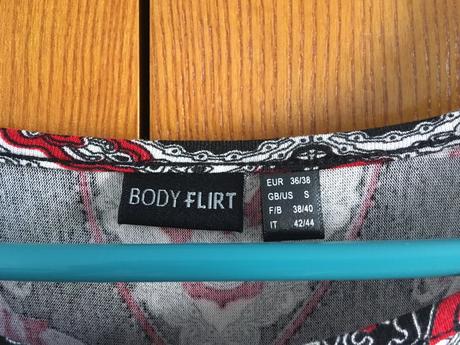 BODY FLIRT
EUR 36/38
GB/US S
F/B 38/40
IT 42/44